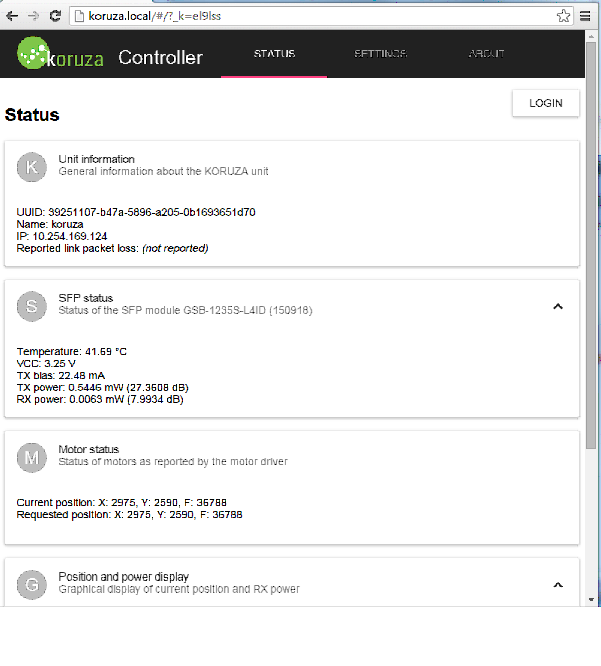 koruza.local/#/?_k=el9lss
koruza Controller STATUS SETTINGS ABOUT
LOGIN
Status
K Unit information
General information about the KORUZA unit
UUID: 39251107-b47a-5896-a205-0b1693651d70
Name: koruza
IP: 10.254.169.124
Reported link packet loss: (not reported)
S SFP status
Status of the SFP module GSB-1235S-L4ID (150918)
Temperature: 41.69 °C
VCC: 3.25 V
TX bias: 22.48 mA
TX power: 0.5446 mW (27.3608 dB)
RX power: 0.0063 mW (7.9934 dB)
M Motor status
Status of motors as reported by the motor driver
Current position: X: 2975, Y: 2590, F: 36788
Requested position: X: 2975, Y: 2590, F: 36788
G Position and power display
Graphical display of current position and RX power